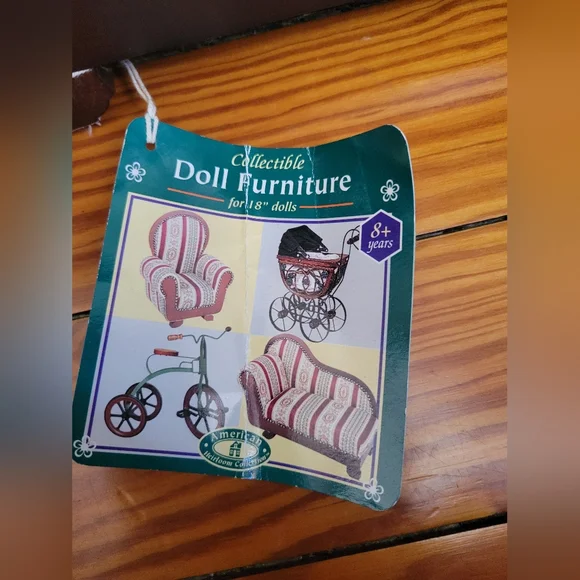 Collectible
Doll Furniture
for 18" dolls
8+
years
American
Heirloom Collection